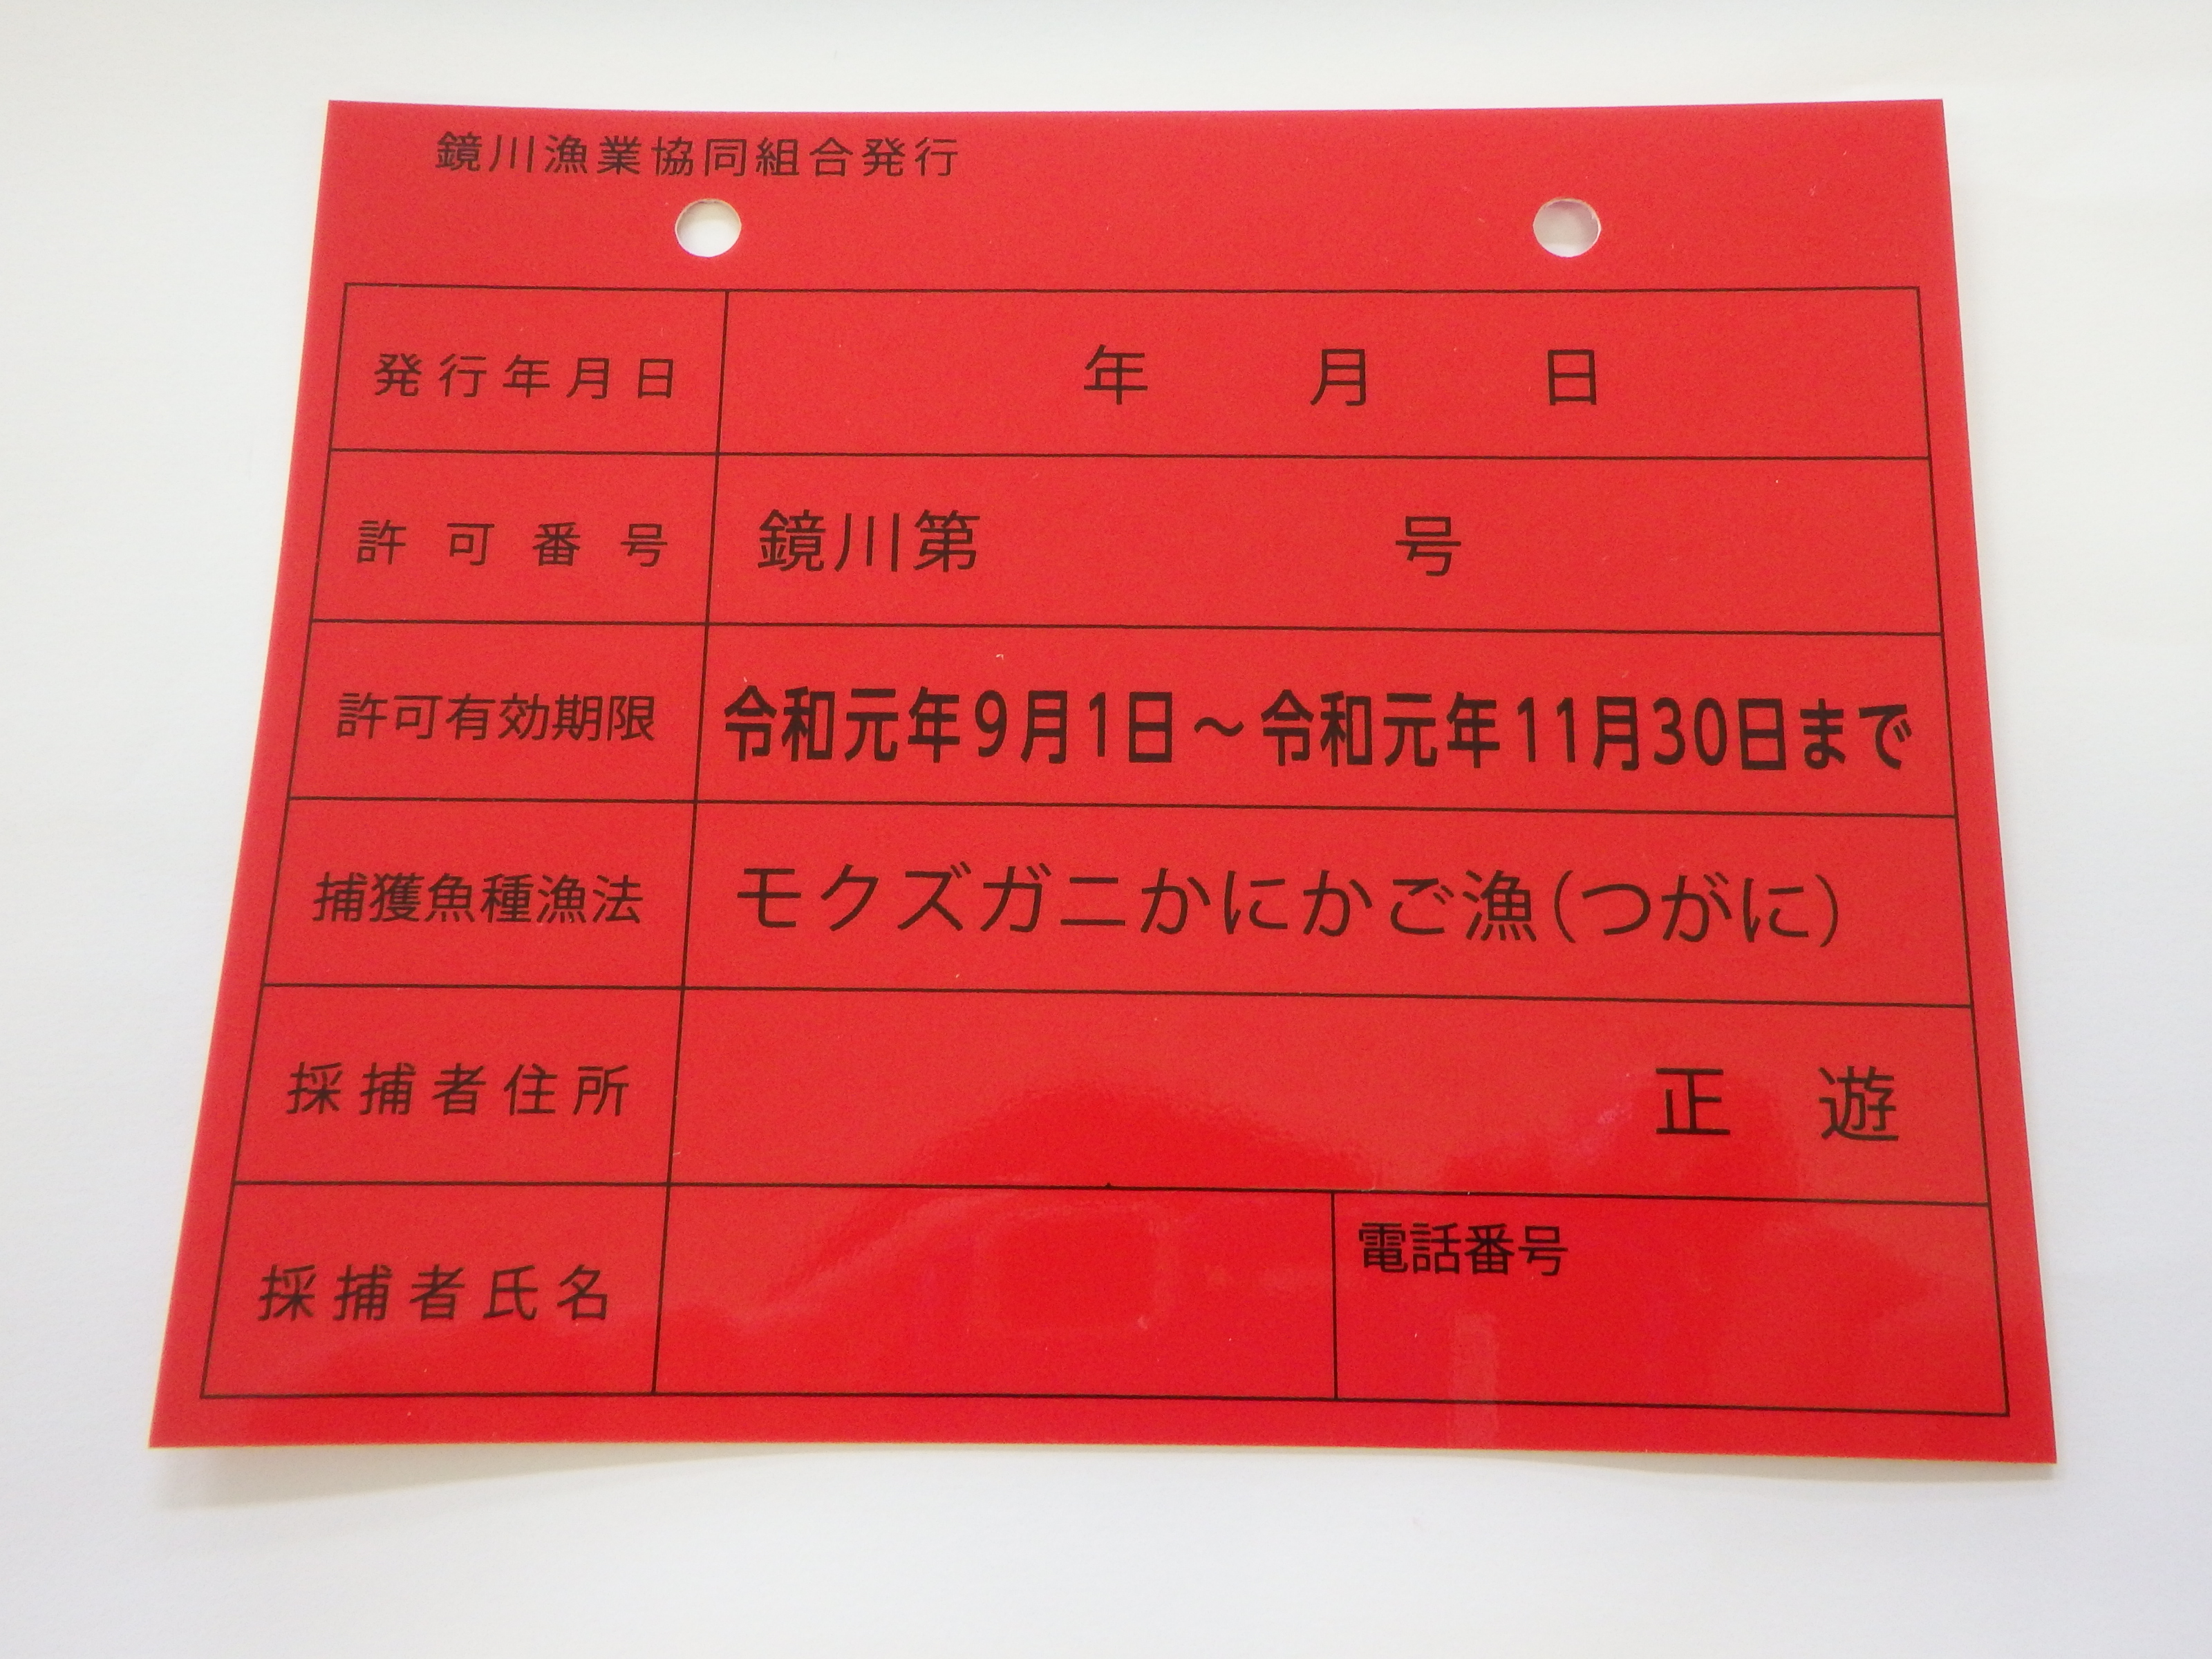 鏡川漁業協同組合発行
発行年月日 年 月 日
許可番号 鏡川第 号
許可有効期限 令和元年9月1日～令和元年11月30日まで
捕獲魚種漁法 モクズガニかにかご漁(つがに)
採捕者住所 正 遊
採捕者氏名 電話番号